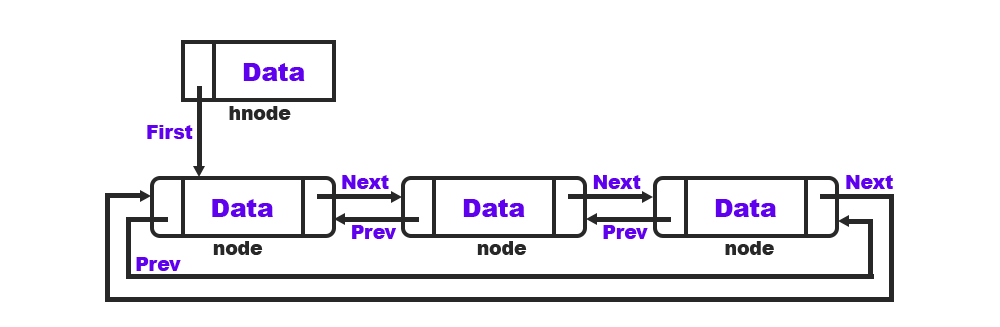 Data
hnode
First
Next
Next
Next
Data
Data
Data
Prev
Prev
node
node
node
Prev